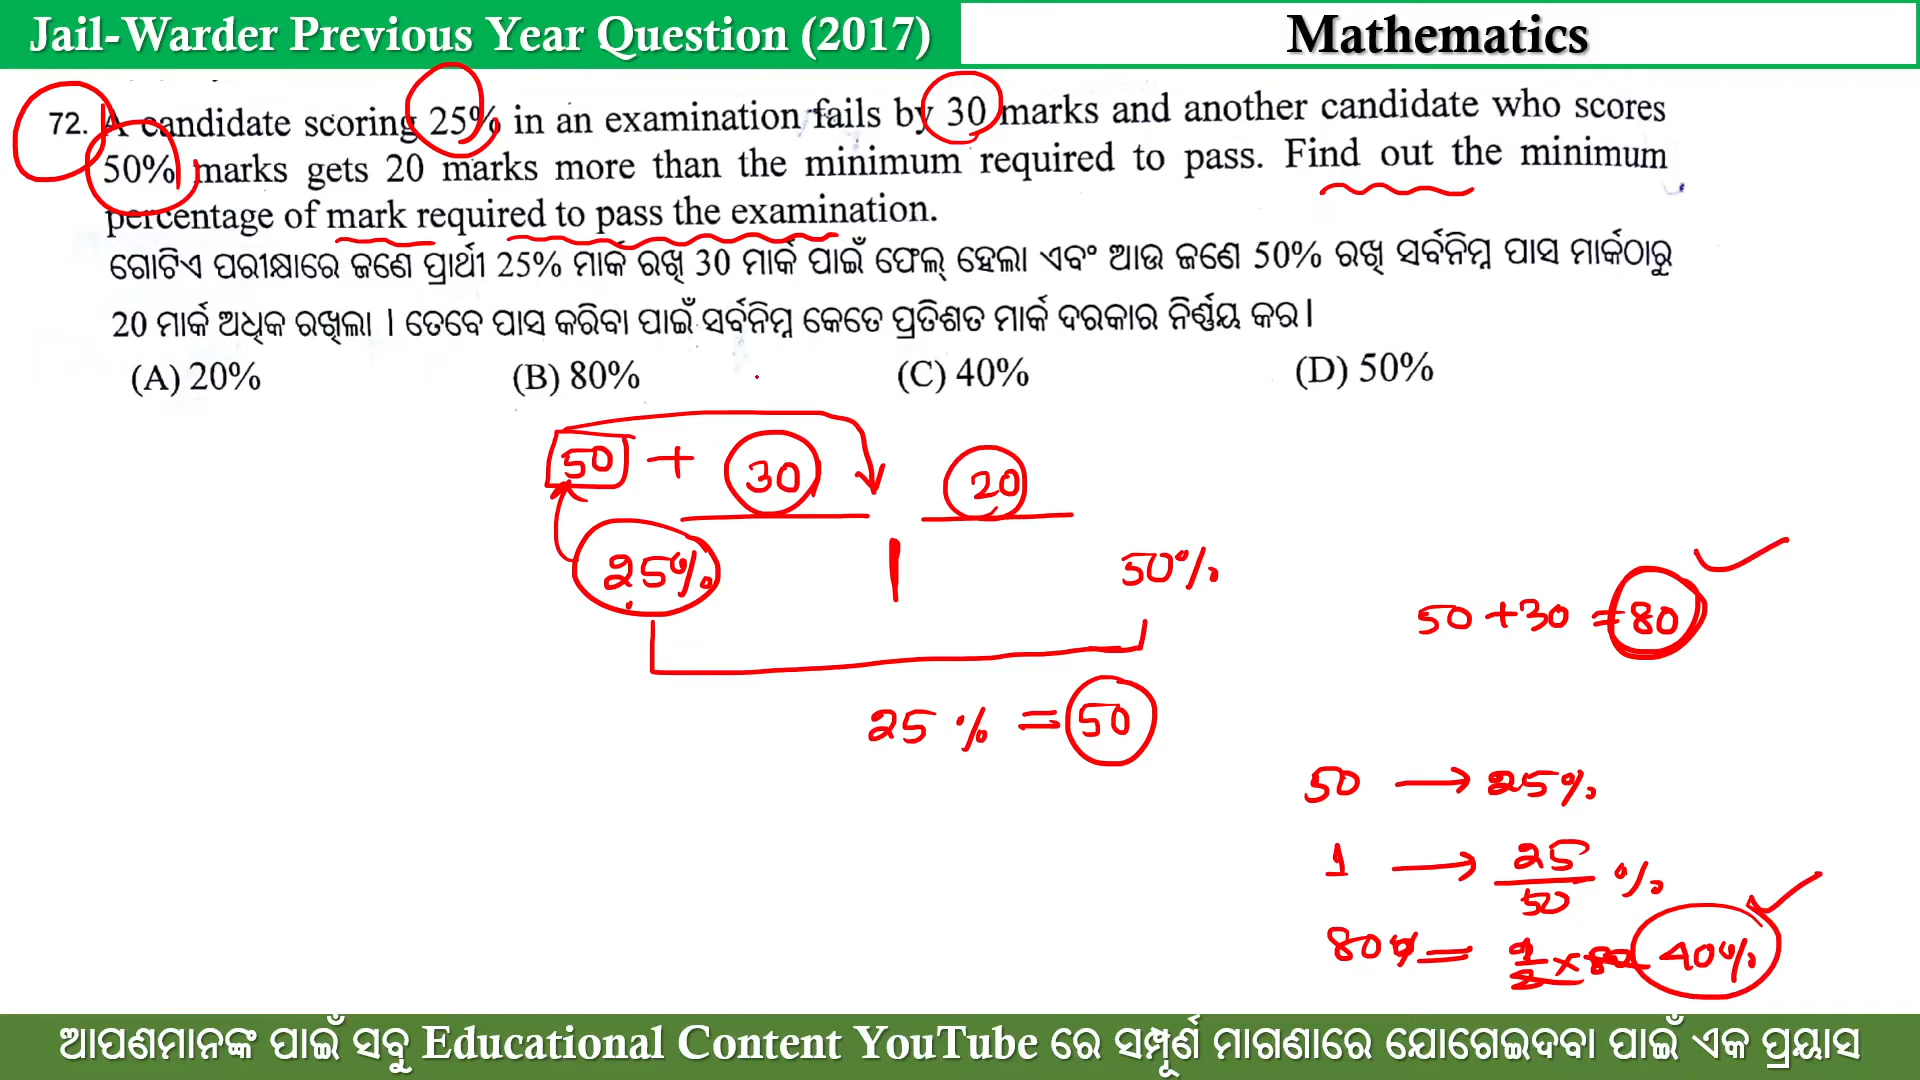 Jail-Warder Previous Year Question (2017)
Mathematics
72. A candidate scoring 25% in an examination fails by 30 marks and another candidate who scores
50% marks gets 20 marks more than the minimum required to pass. Find out the minimum
percentage of mark required to pass the examination.
ଗୋଟିଏ ପରୀକ୍ଷାରେ ଜଣେ ପ୍ରାର୍ଥୀ 25% ମାର୍କ ରଖି 30 ମାର୍କ ପାଇଁ ଫେଲ୍ ହେଲା ଏବଂ ଆଉ ଜଣେ 50% ରଖି ସର୍ବନିମ୍ନ ପାସ ମାର୍କଠାରୁ
20 ମାର୍କ ଅଧିକ ରଖିଲା । ତେବେ ପାସ କରିବା ପାଇଁ ସର୍ବନିମ୍ନ କେତେ ପ୍ରତିଶତ ମାର୍କ ଦରକାର ନିର୍ଣ୍ଣୟ କର ।
(A) 20% (B) 80% (C) 40% (D) 50%
50 + 30 20
25% 50%
50 + 30 = 80
25 % = 50
50 → 25%
1 → 25/50 %
80 = 1/2 × 80 40%
ଆପଣମାନଙ୍କ ପାଇଁ ସବୁ Educational Content YouTube ରେ ସମ୍ପୂର୍ଣ ମାଗଣାରେ ଯୋଗେଇଦବା ପାଇଁ ଏକ ପ୍ରୟାସ